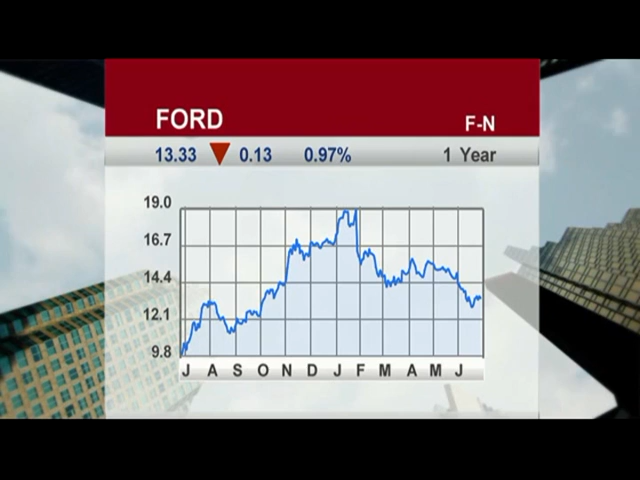 FORD
F-N
13.33 ▼ 0.13 0.97% 1 Year
19.0
16.7
14.4
12.1
9.8
J A S O N D J F M A M J